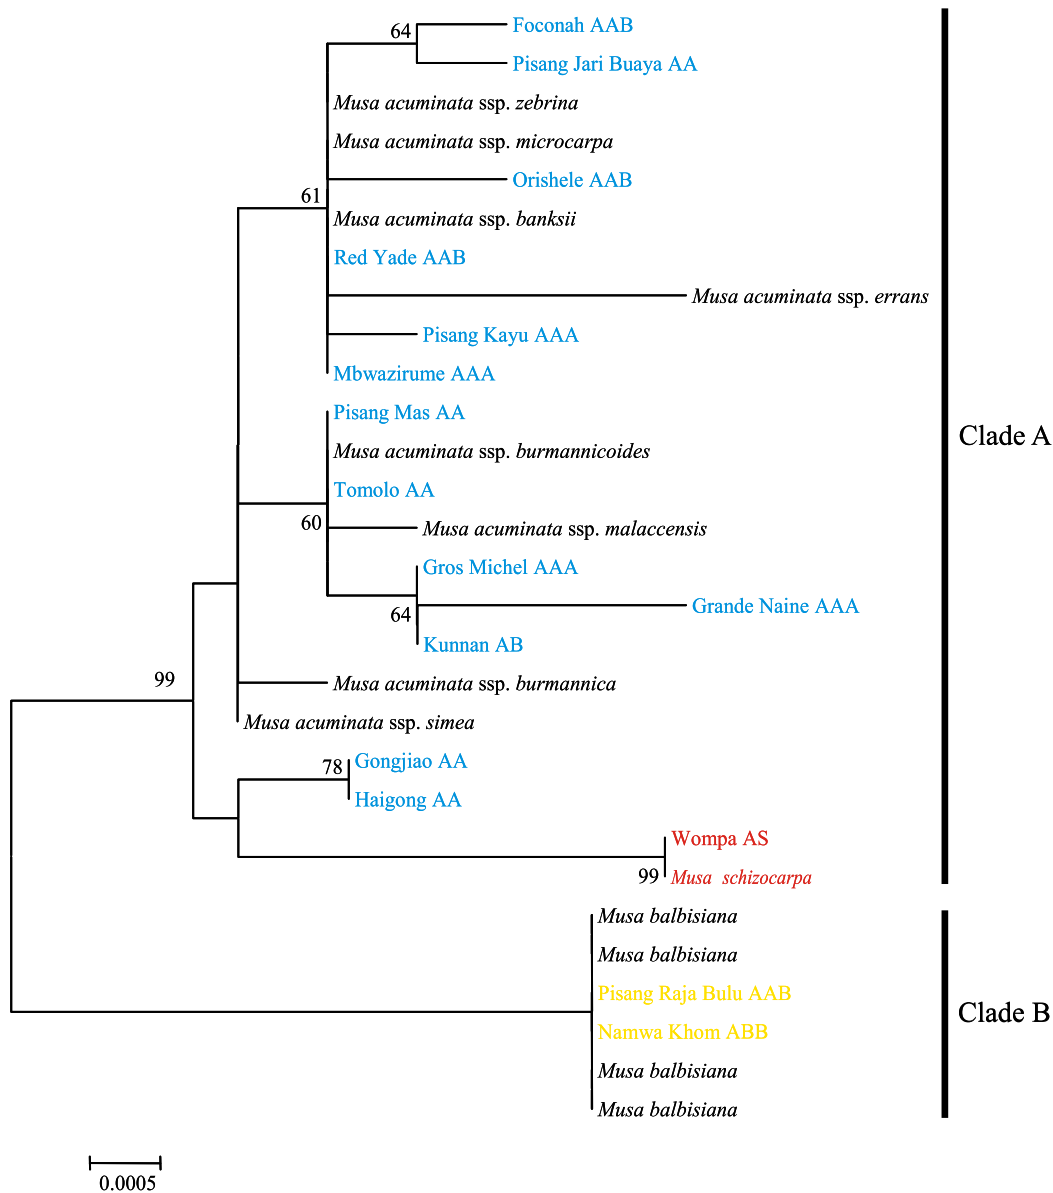 64
Foconah AAB
Pisang Jari Buaya AA
Musa acuminata ssp. zebrina
Musa acuminata ssp. microcarpa
Orishele AAB
61
Musa acuminata ssp. banksii
Red Yade AAB
Musa acuminata ssp. errans
Pisang Kayu AAA
Mbwazirume AAA
Pisang Mas AA
Clade A
Musa acuminata ssp. burmannicoides
Tomolo AA
60
Musa acuminata ssp. malaccensis
Gros Michel AAA
Grande Naine AAA
64
Kunnan AB
99
Musa acuminata ssp. burmannica
Musa acuminata ssp. simea
78
Gongjiao AA
Haigong AA
Wompa AS
99
Musa schizocarpa
Musa balbisiana
Musa balbisiana
Pisang Raja Bulu AAB
Clade B
Namwa Khom ABB
Musa balbisiana
Musa balbisiana
0.0005